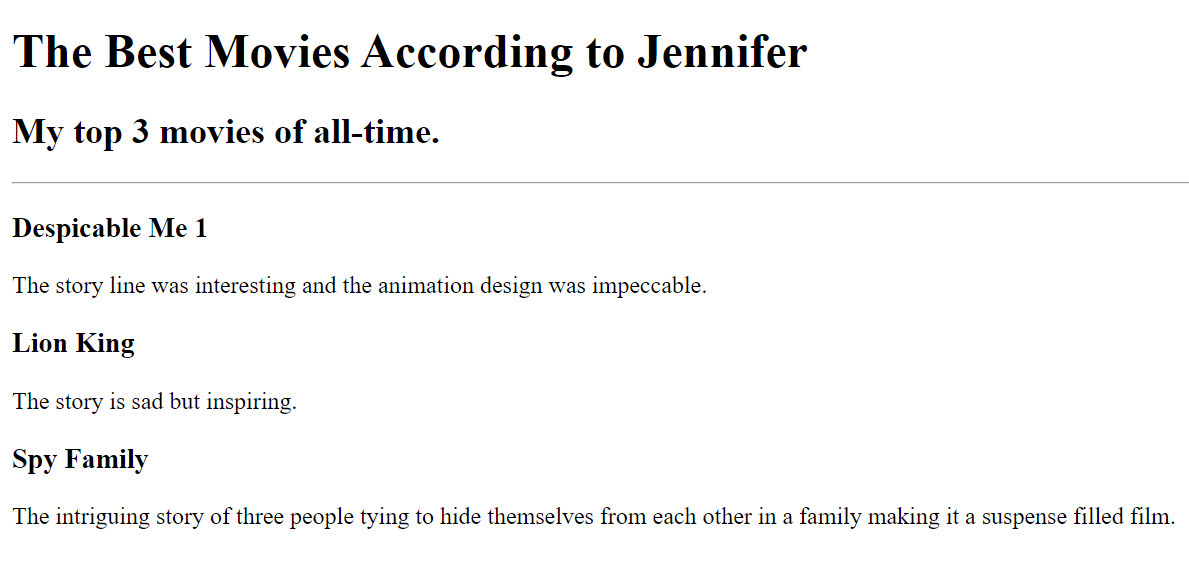 The Best Movies According to Jennifer
My top 3 movies of all-time.
Despicable Me 1
The story line was interesting and the animation design was impeccable.
Lion King
The story is sad but inspiring.
Spy Family
The intriguing story of three people tying to hide themselves from each other in a family making it a suspense filled film.